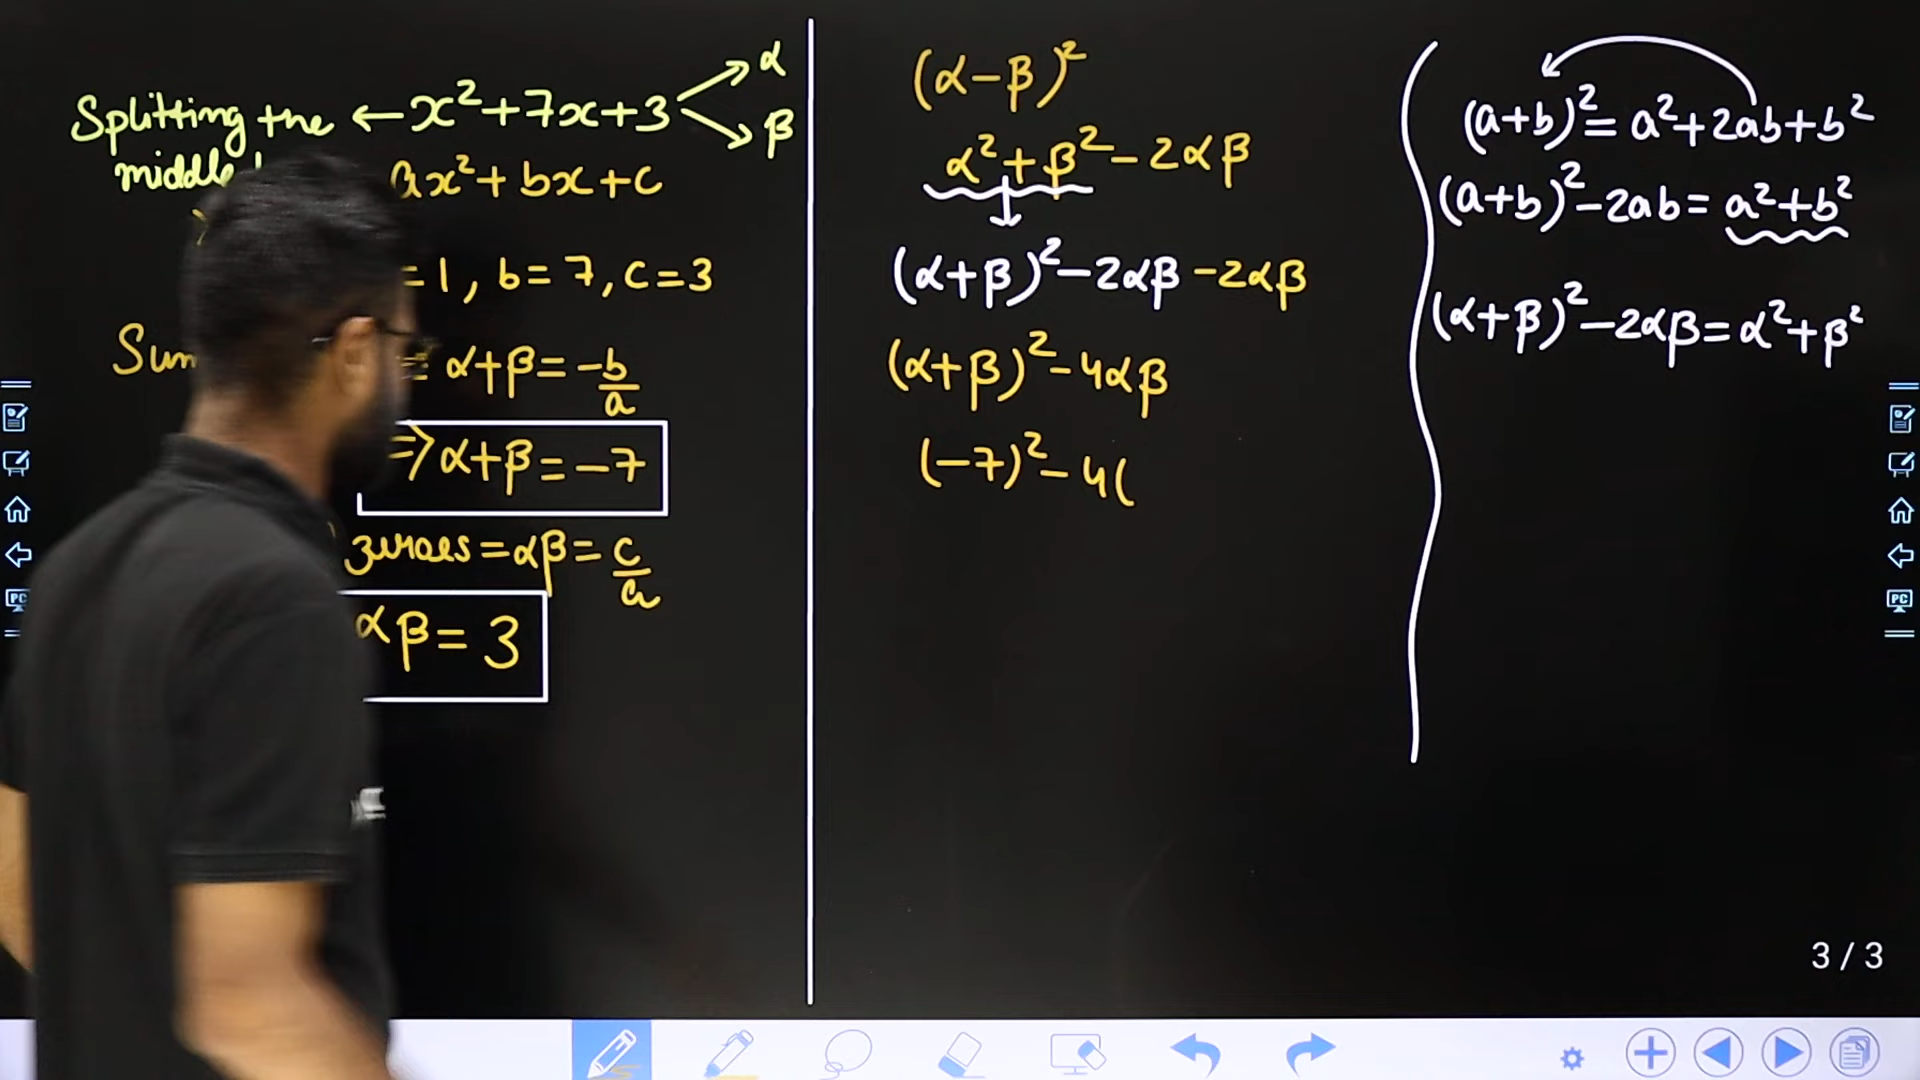 Splitting the ← x²+7x+3 → α
→ β
middle
ax²+bx+c
=1, b=7, c=3
Sum = α+β = -b/a
⇒ α+β = -7
zeroes = αβ = c/a
αβ = 3
(α-β)²
α²+β²-2αβ
(α+β)²-2αβ-2αβ
(α+β)²-4αβ
(-7)²-4(
(a+b)² = a²+2ab+b²
(a+b)²-2ab = a²+b²
(α+β)²-2αβ = α²+β²
PC
PC
3 / 3